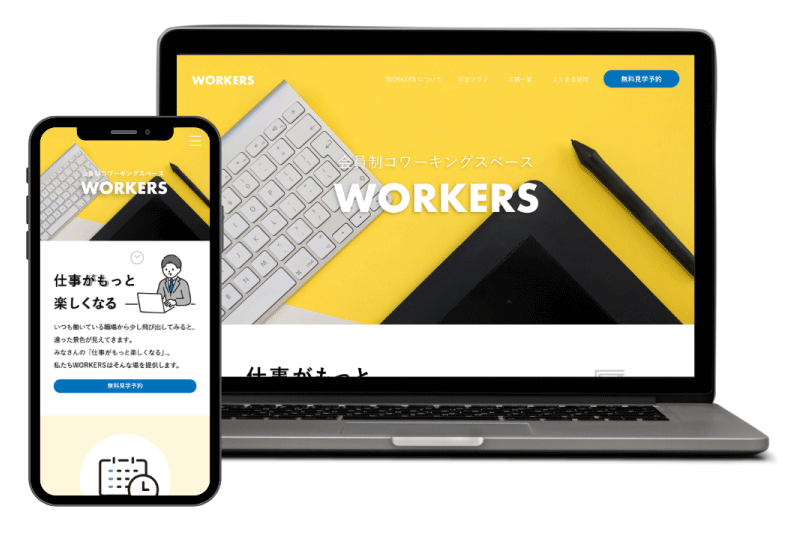 WORKERS
WORKERSについて
料金プラン
店舗一覧
よくある質問
無料見学予約
会員制コワーキングスペース
WORKERS
仕事がもっと
会員制コワーキングスペース
WORKERS
仕事がもっと
楽しくなる
いつも働いている職場から少し飛び出してみると、
違った景色が見えてきます。
みなさんの「仕事がもっと楽しくなる」。
私たちWORKERSはそんな場を提供します。
無料見学予約